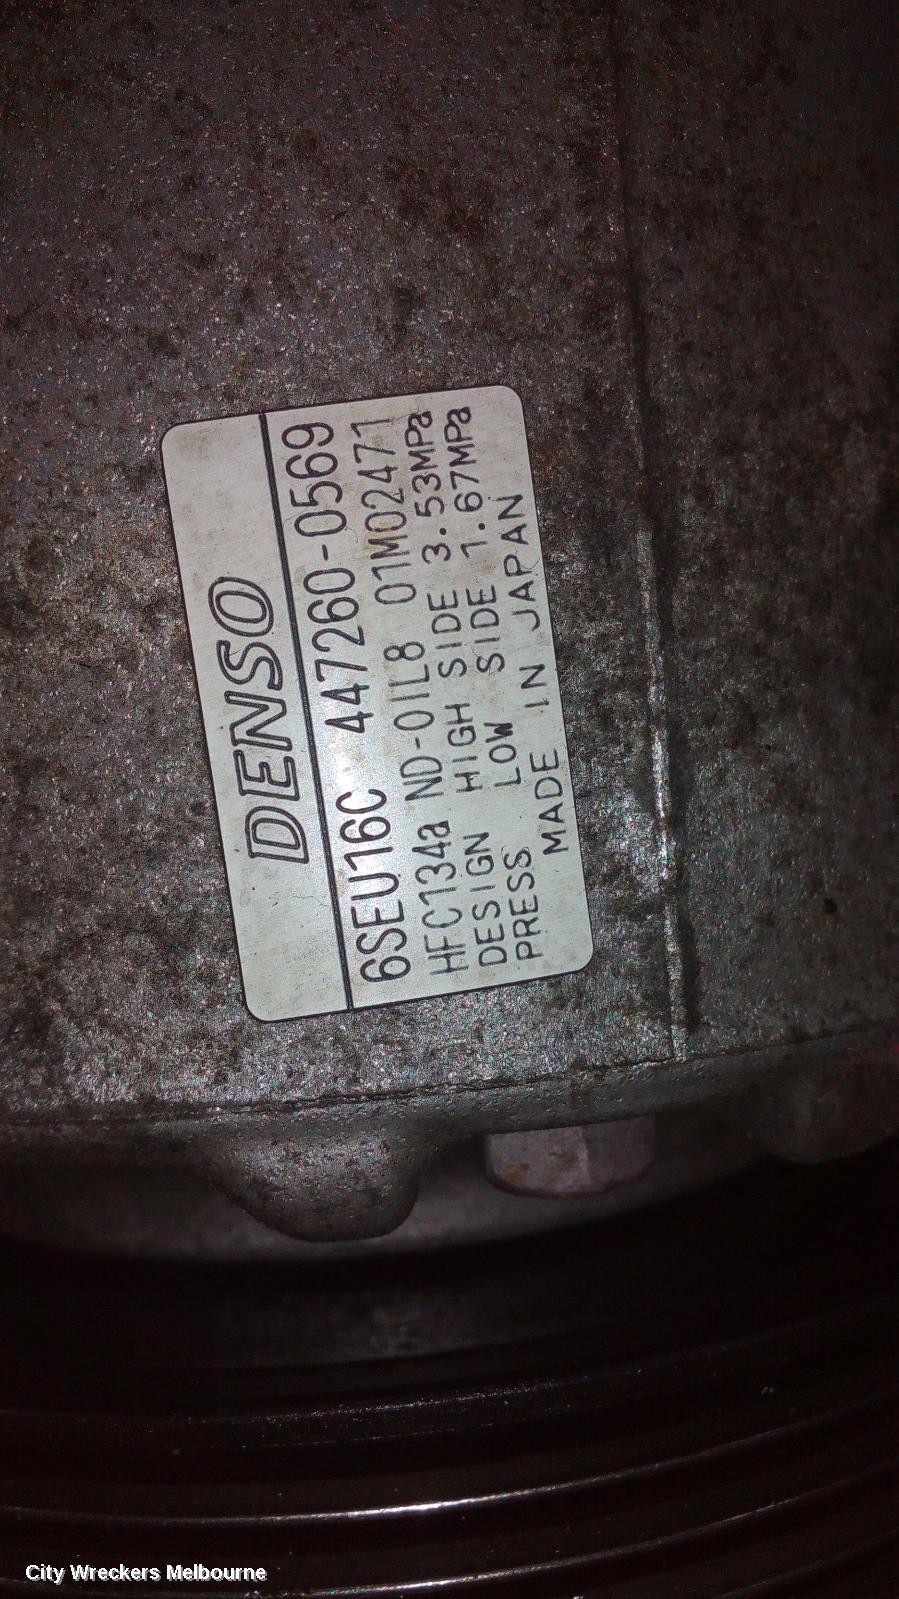 DENSO
6SEU16C 447260-0569
HFC134a ND-OIL8 01M02471
DESIGN HIGH SIDE 3.53MPa
PRESS LOW SIDE 1.67MPa
MADE IN JAPAN
City Wreckers Melbourne